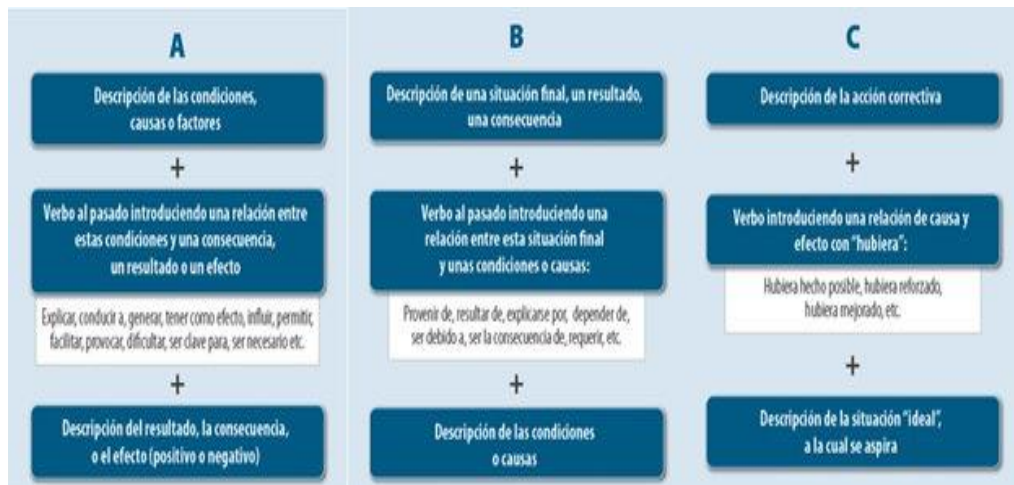 A
Descripción de las condiciones,
causas o factores
+
Verbo al pasado introduciendo una relación entre
estas condiciones y una consecuencia,
un resultado o un efecto
Explicar, conducir a, generar, tener como efecto, influir, permitir,
facilitar, provocar, dificultar, ser clave para, ser necesario etc.
+
Descripción del resultado, la consecuencia,
o el efecto (positivo o negativo)
B
Descripción de una situación final, un resultado,
una consecuencia
+
Verbo al pasado introduciendo una
relación entre esta situación final
y unas condiciones o causas:
Provenir de, resultar de, explicarse por, depender de,
ser debido a, ser la consecuencia de, requerir, etc.
+
Descripción de las condiciones
o causas
C
Descripción de la acción correctiva
+
Verbo introduciendo una relación de causa y
efecto con "hubiera":
Hubiera hecho posible, hubiera reforzado,
hubiera mejorado, etc.
+
Descripción de la situación "ideal",
a la cual se aspira